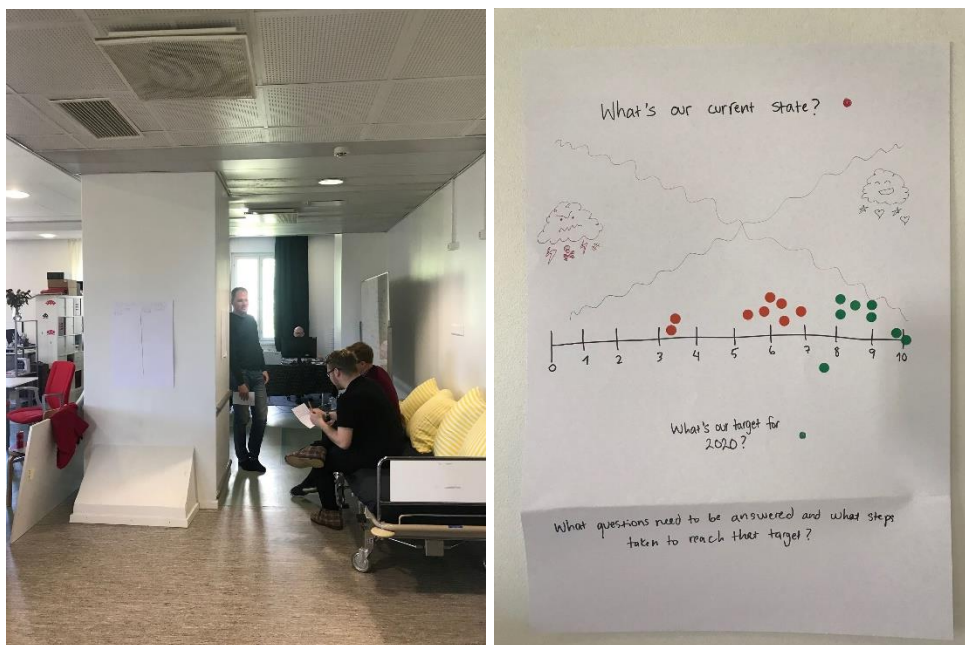 What's our current state?
0 1 2 3 4 5 6 7 8 9 10
What's our target for
2020?
What questions need to be answered and what steps
taken to reach that target?